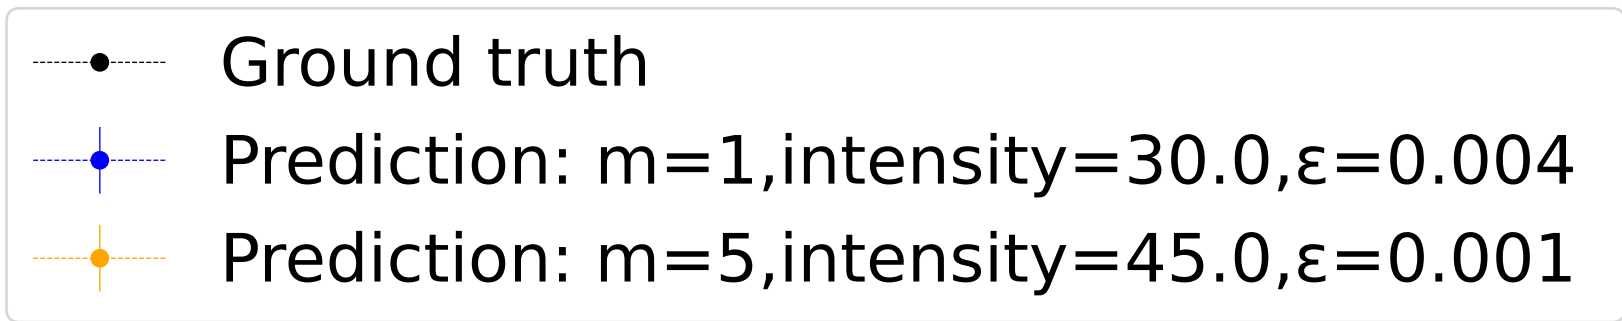 Ground truth
Prediction: m=1,intensity=30.0,ε=0.004
Prediction: m=5,intensity=45.0,ε=0.001